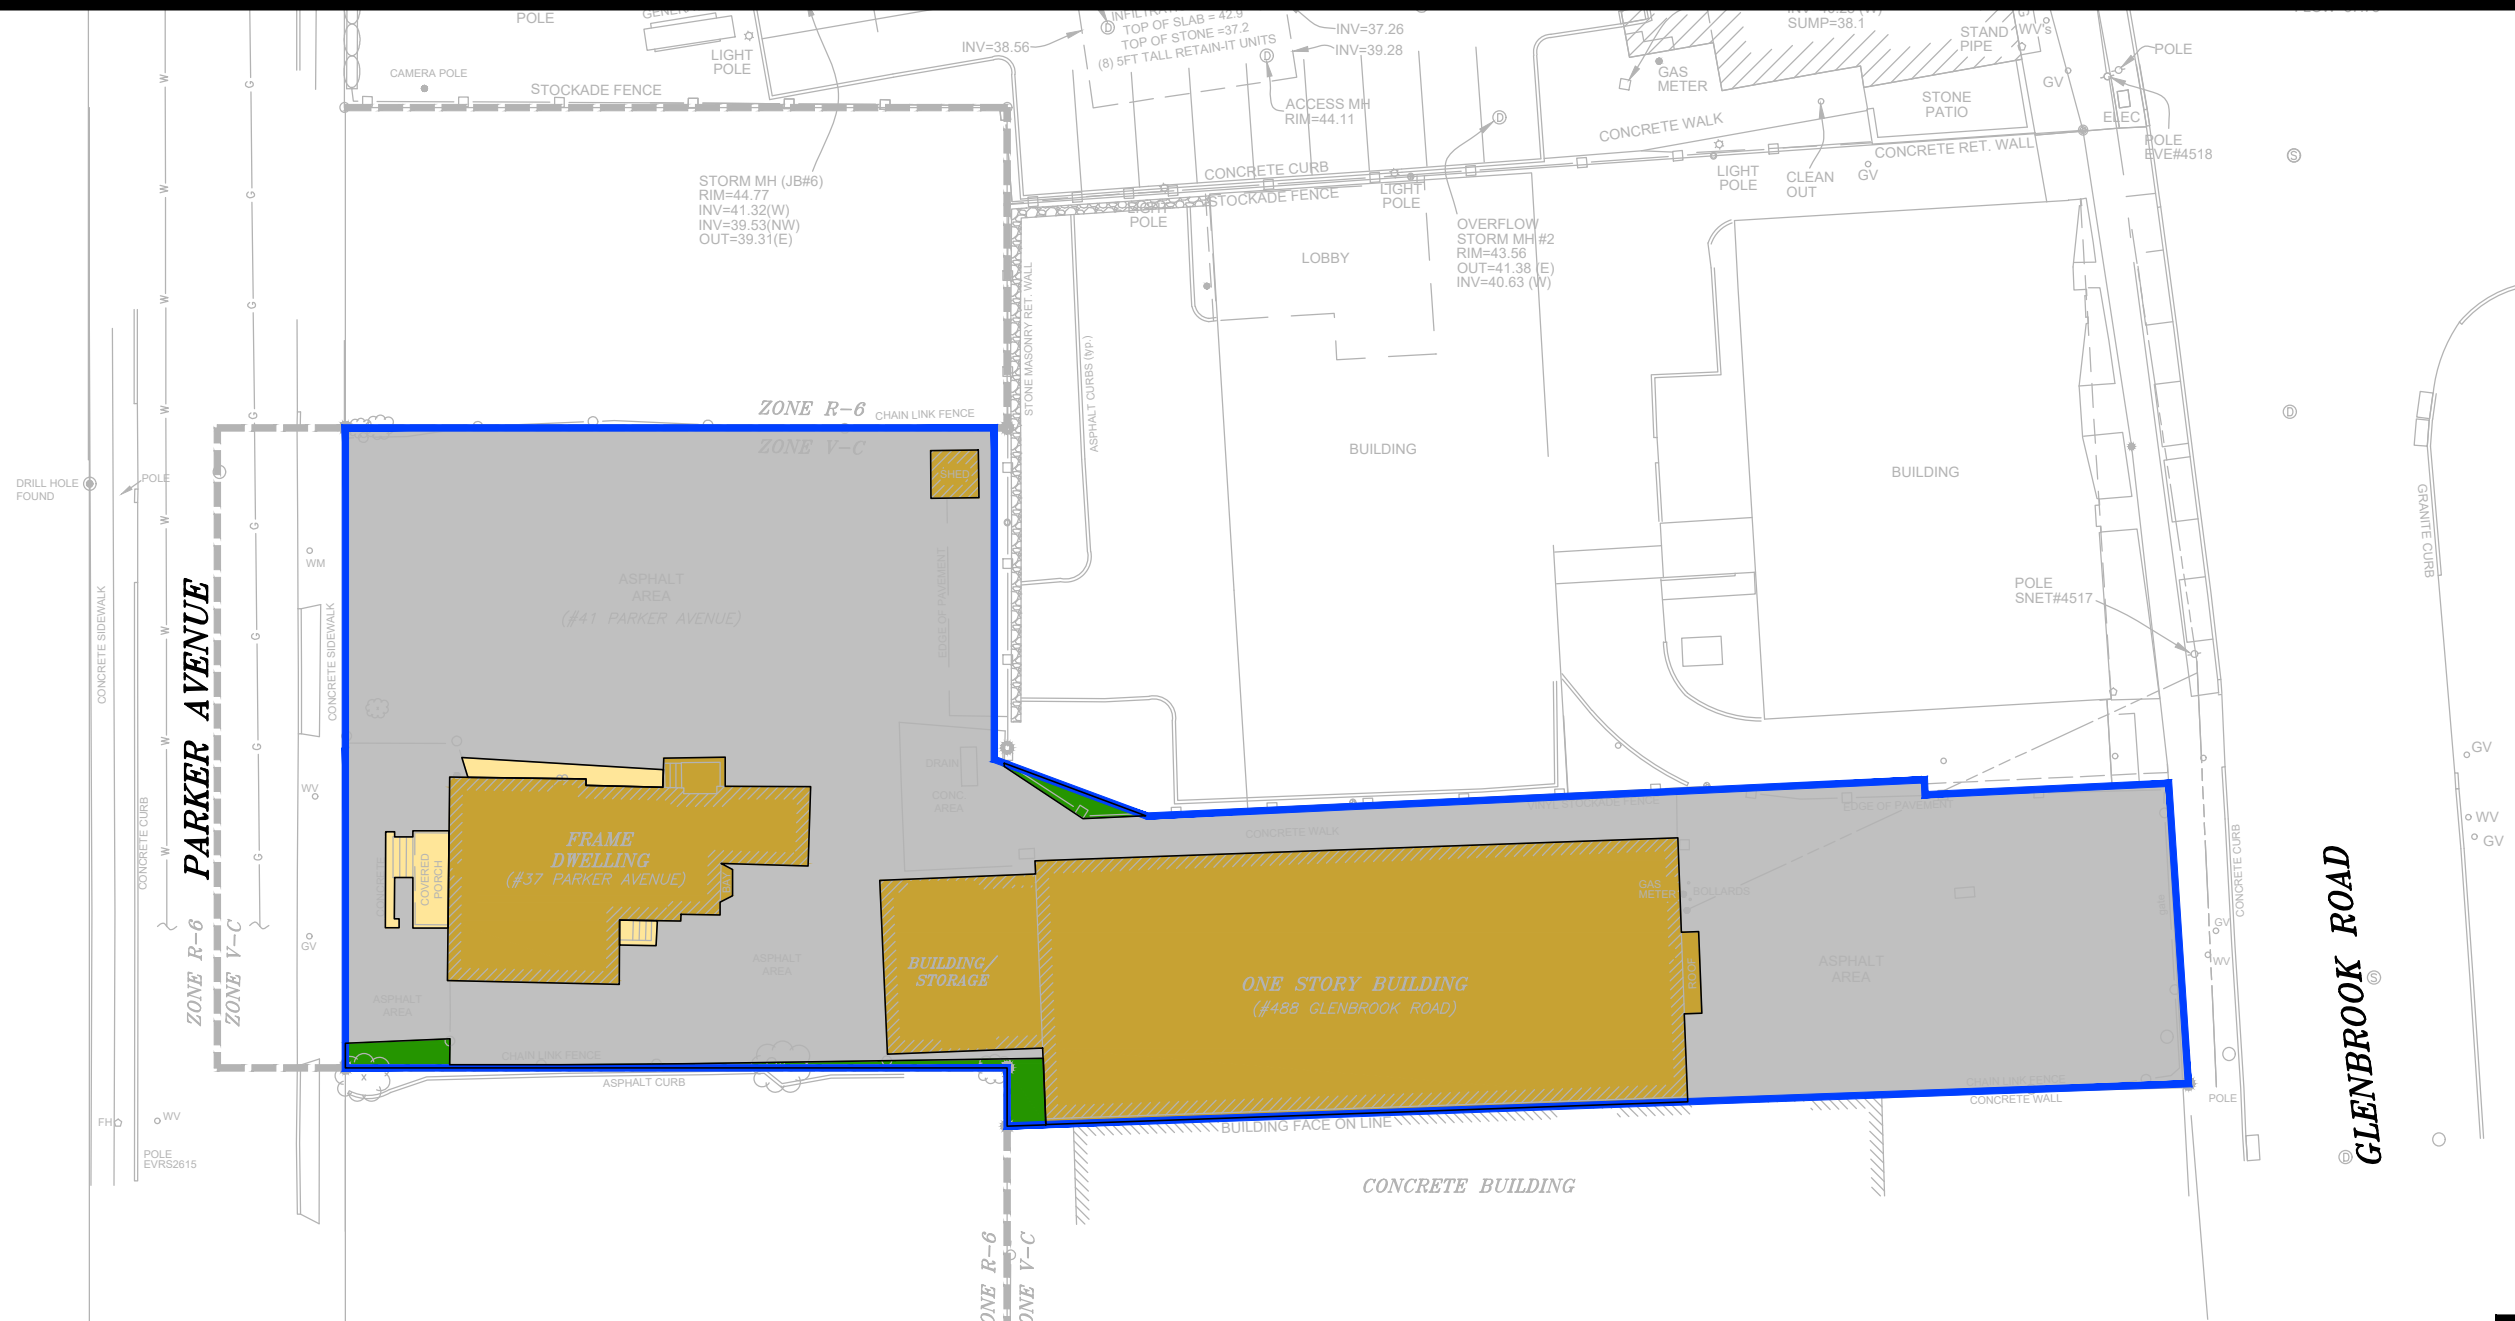 POLE
LIGHT
POLE
CAMERA POLE
STOCKADE FENCE
INV=38.56
TOP OF SLAB = 42.9
TOP OF STONE =37.2
(8) 5FT TALL RETAIN-IT UNITS
INV=37.26
INV=39.28
ACCESS MH
RIM=44.11
SUMP=38.1
STAND
PIPE
WV's
POLE
GAS
METER
GV
STONE
PATIO
ELEC
POLE
EVE#4518
S
CONCRETE WALK
CONCRETE RET. WALL
CONCRETE CURB
STOCKADE FENCE
LIGHT
POLE
LIGHT
POLE
LIGHT
POLE
CLEAN
OUT
GV
STORM MH (JB#6)
RIM=44.77
INV=41.32(W)
INV=39.53(NW)
OUT=39.31(E)
OVERFLOW
STORM MH #2
RIM=43.56
OUT=41.38 (E)
INV=40.63 (W)
LOBBY
STONE MASONRY RET. WALL
ASPHALT CURBS (typ.)
BUILDING
BUILDING
ZONE R-6
CHAIN LINK FENCE
ZONE V-C
SHED
DRILL HOLE
FOUND
POLE
WM
ASPHALT
AREA
(#41 PARKER AVENUE)
EDGE OF PAVEMENT
POLE
SNET#4517
GRANITE CURB
CONCRETE SIDEWALK
PARKER AVENUE
CONCRETE SIDEWALK
CONCRETE CURB
WV
GV
DRAIN
CONC.
AREA
CONCRETE WALK
VINYL STOCKADE FENCE
EDGE OF PAVEMENT
GV
WV
GV
FRAME
DWELLING
(#37 PARKER AVENUE)
BAY
CONCRETE
COVERED
PORCH
GAS
METER
BOLLARDS
CONCRETE CURB
GLENBROOK ROAD
GV
WV
ZONE R-6
ZONE V-C
ASPHALT
AREA
ASPHALT
AREA
BUILDING/
STORAGE
ONE STORY BUILDING
(#488 GLENBROOK ROAD)
ROOF
ASPHALT
AREA
CHAIN LINK FENCE
ASPHALT CURB
CHAIN LINK FENCE
CONCRETE WALL
POLE
FH
WV
POLE
EVRS2615
BUILDING FACE ON LINE
CONCRETE BUILDING
ZONE R-6
ZONE V-C